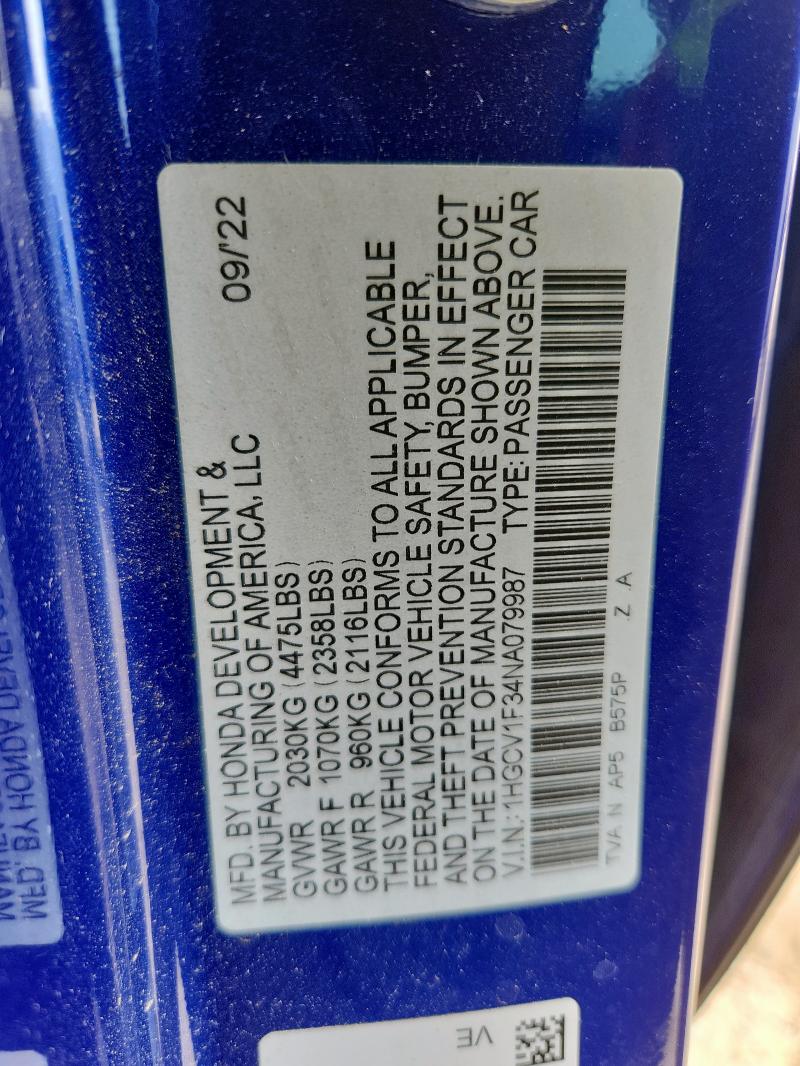 MFD. BY HONDA DEVELOPMENT &
MANUFACTURING OF AMERICA, LLC 09/'22
GVWR 2030KG (4475LBS)
GAWR F 1070KG (2358LBS)
GAWR R 960KG (2116LBS)
THIS VEHICLE CONFORMS TO ALL APPLICABLE
FEDERAL MOTOR VEHICLE SAFETY, BUMPER,
AND THEFT PREVENTION STANDARDS IN EFFECT
ON THE DATE OF MANUFACTURE SHOWN ABOVE.
V.I.N.:1HGCV1F34NA079987 TYPE:PASSENGER CAR
TVA N AP5 B575P Z .A
VE
MFD. BY HONDA